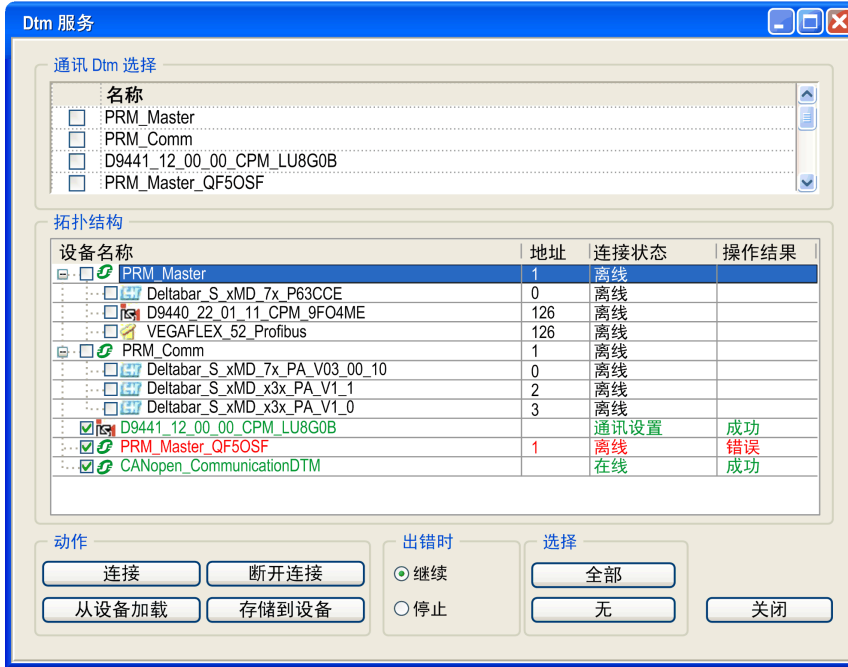 Dtm 服务
通讯 Dtm 选择
名称
PRM_Master
PRM_Comm
D9441_12_00_00_CPM_LU8G0B
PRM_Master_QF5OSF
拓扑结构
设备名称 地址 连接状态 操作结果
PRM_Master 1 离线
Deltabar_S_xMD_7x_P63CCE 0 离线
D9440_22_01_11_CPM_9FO4ME 126 离线
VEGAFLEX_52_Profibus 126 离线
PRM_Comm 1 离线
Deltabar_S_xMD_7x_PA_V03_00_10 0 离线
Deltabar_S_xMD_x3x_PA_V1_1 2 离线
Deltabar_S_xMD_x3x_PA_V1_0 3 离线
D9441_12_00_00_CPM_LU8G0B 通讯设置 成功
PRM_Master_QF5OSF 1 离线 错误
CANopen_CommunicationDTM 在线 成功
动作 出错时 选择
连接 断开连接 继续 全部
从设备加载 存储到设备 停止 无 关闭